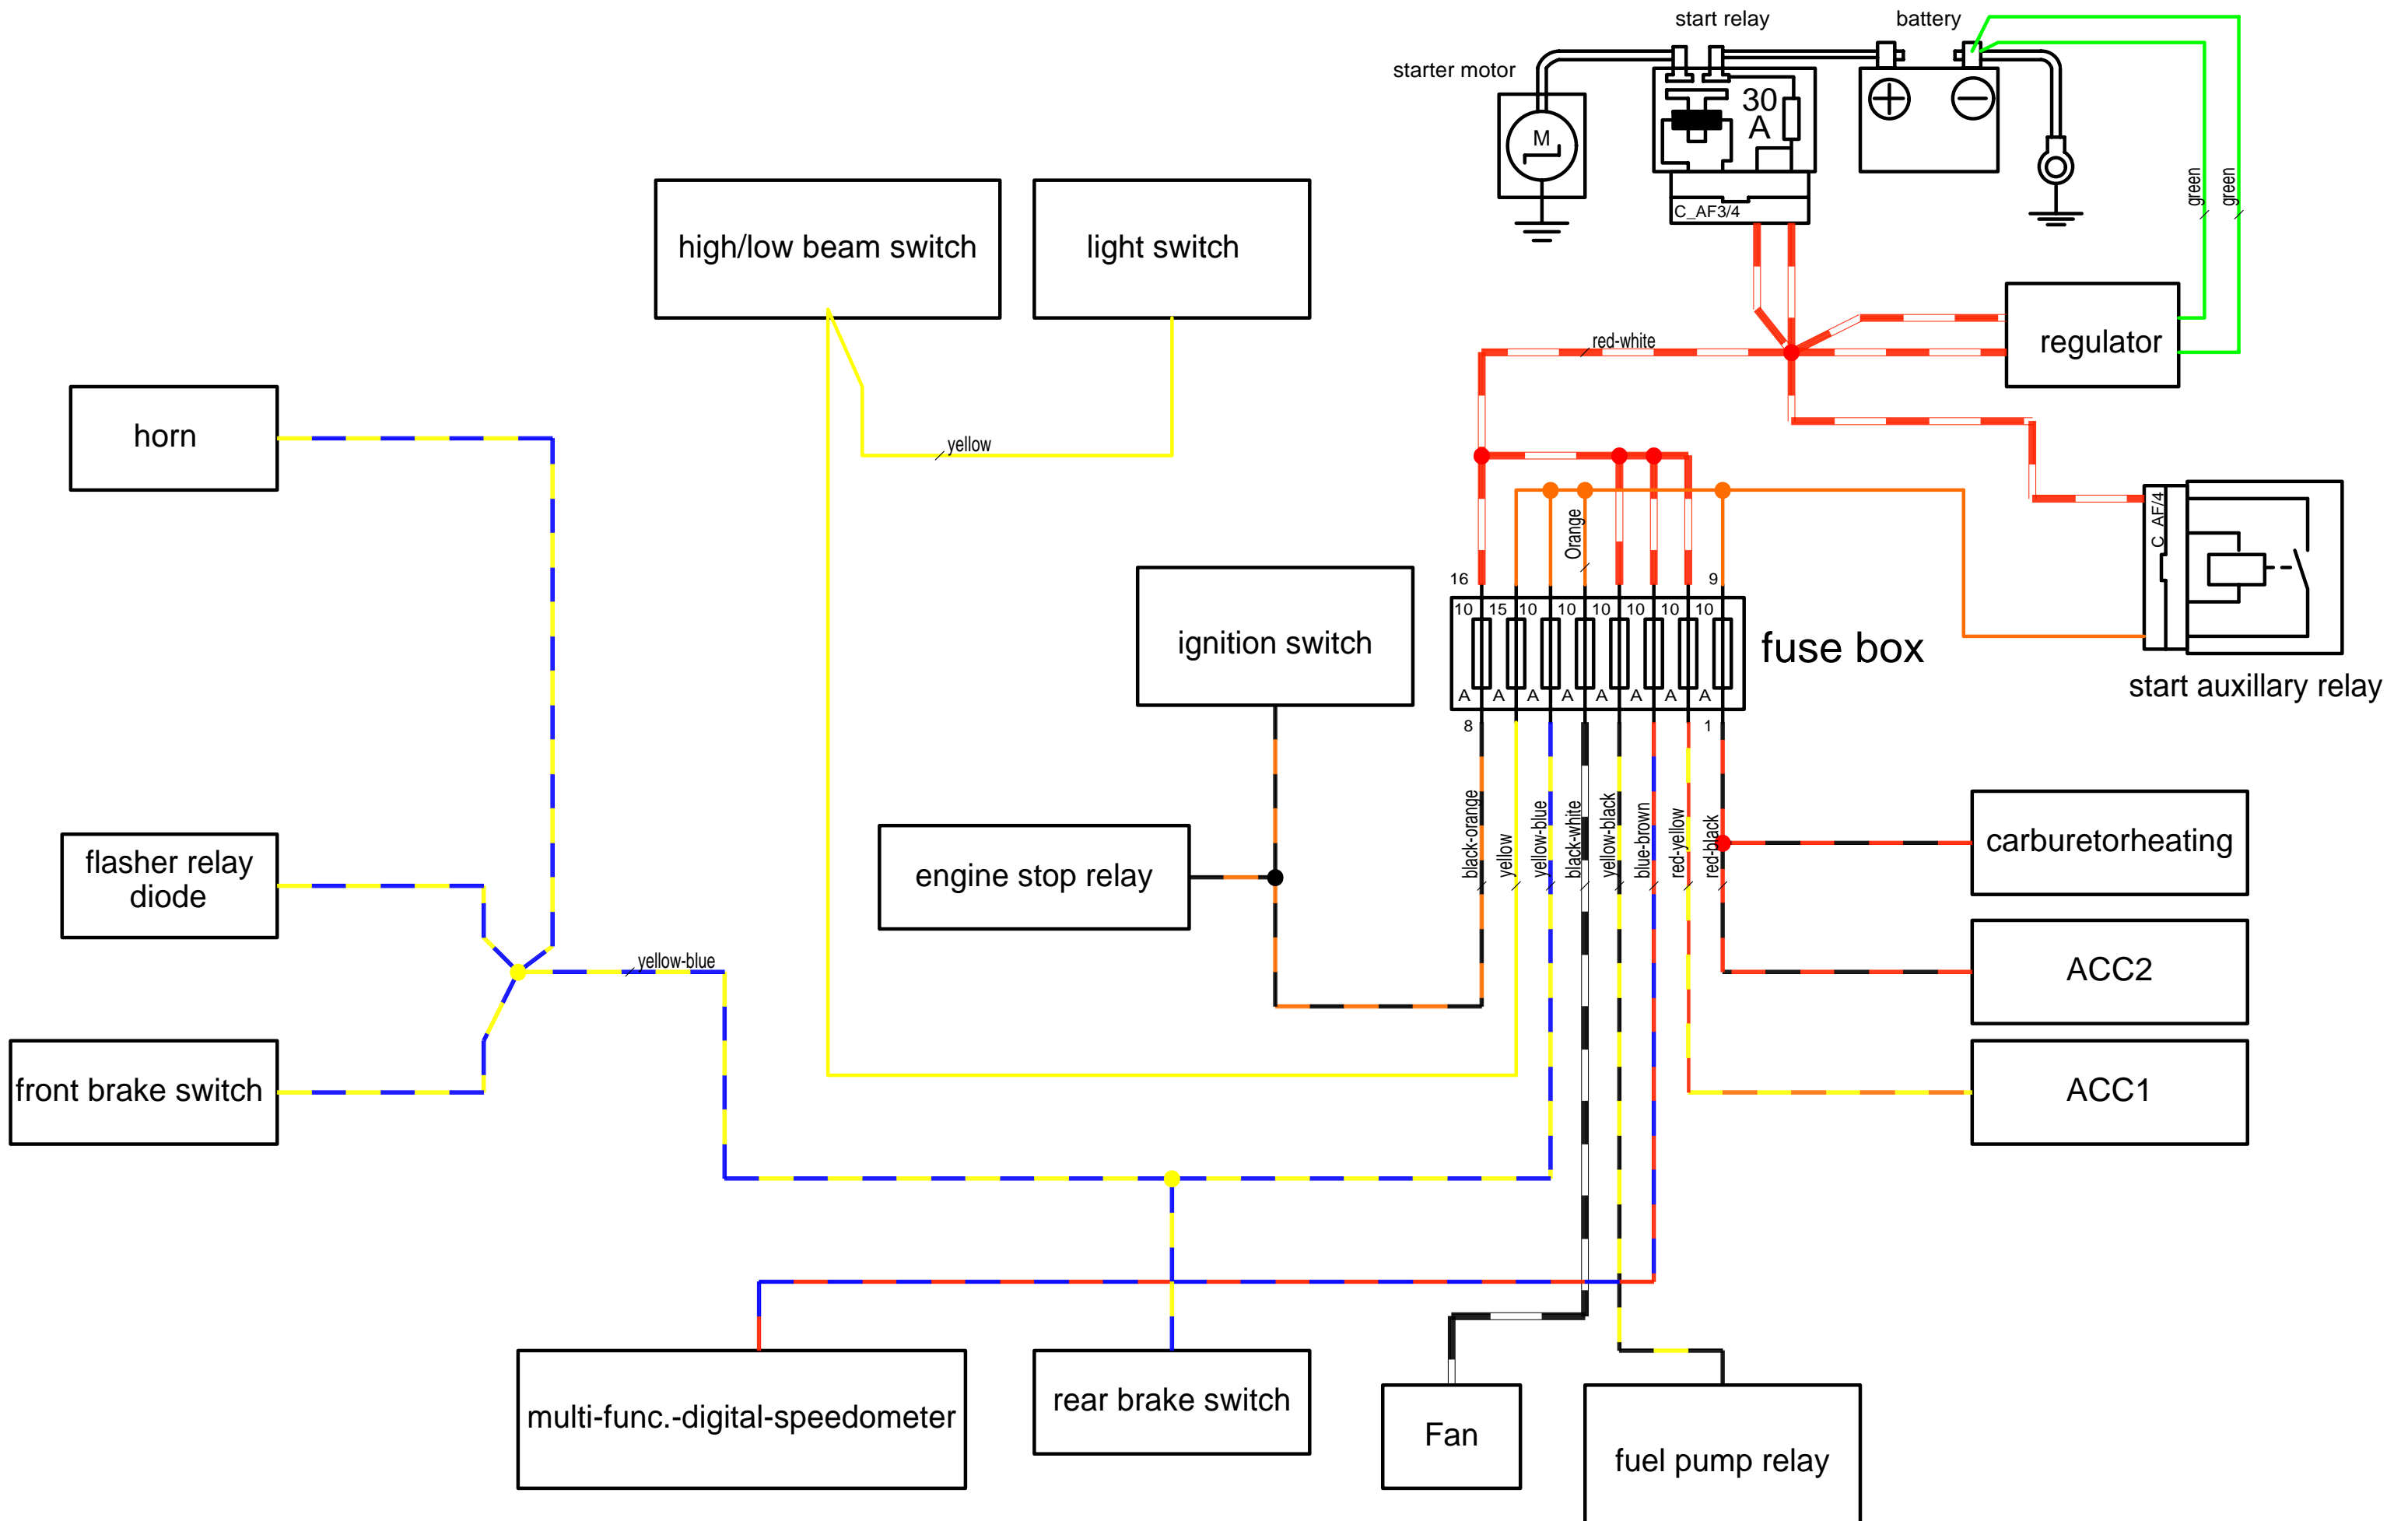 start relay
battery
starter motor
30
A
M
C_AF3/4
green
green
high/low beam switch
light switch
regulator
red-white
horn
yellow
C_AF/4
Orange
16
9
10 15 10 10 10 10 10 10
ignition switch
fuse box
A A A A A A A A
start auxillary relay
8
1
black-orange
yellow
yellow-blue
black-white
yellow-black
blue-brown
red-yellow
red-black
carburetorheating
flasher relay
diode
engine stop relay
yellow-blue
ACC2
front brake switch
ACC1
multi-func.-digital-speedometer
rear brake switch
Fan
fuel pump relay